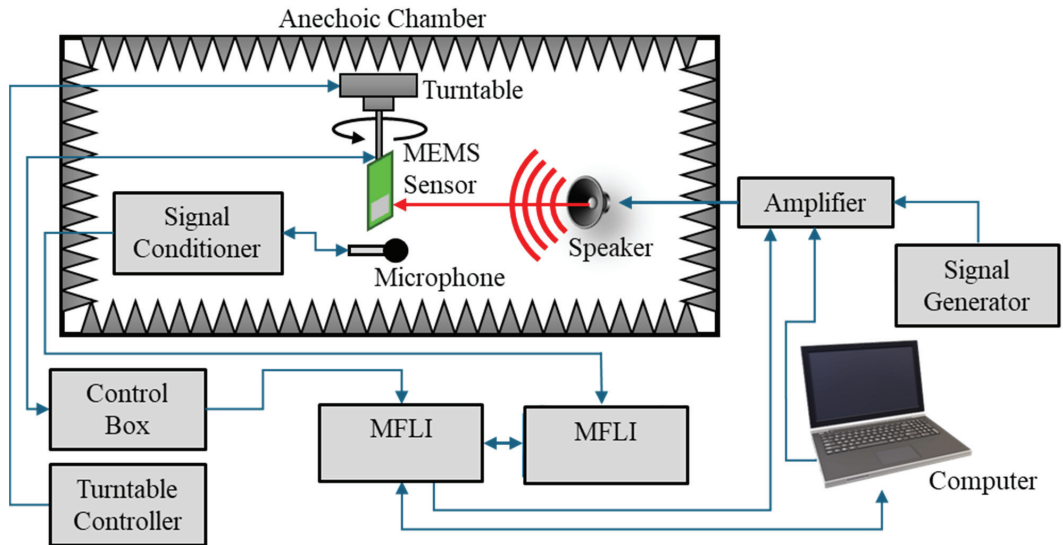 Anechoic Chamber
Turntable
MEMS
Sensor
Signal
Conditioner
Microphone
Speaker
Amplifier
Signal
Generator
Control
Box
MFLI
MFLI
Turntable
Controller
Computer